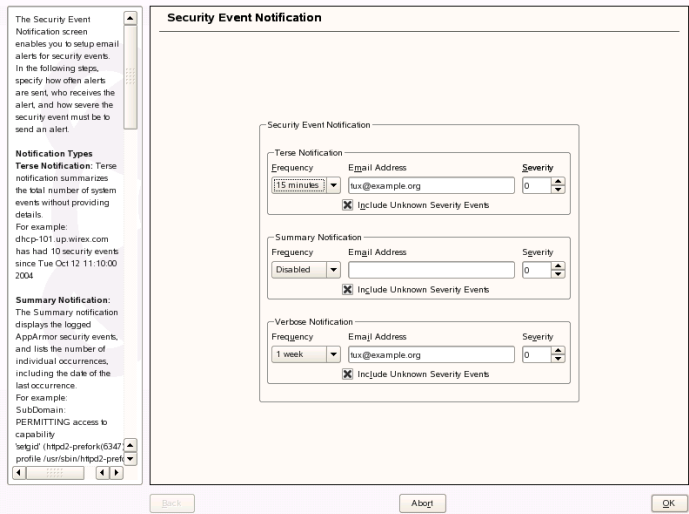 The Security Event
Notification screen
enables you to setup email
alerts for security events.
In the following steps,
specify how often alerts
are sent, who receives the
alert, and how severe the
security event must be to
send an alert.
Notification Types
Terse Notification: Terse
notification summarizes
the total number of system
events without providing
details.
For example:
dhcp-101.up.wirex.com
has had 10 security events
since Tue Oct 12 11:10:00
2004
Summary Notification:
The Summary notification
displays the logged
AppArmor security events,
and lists the number of
individual occurrences,
including the date of the
last occurrence.
For example:
SubDomain:
PERMITTING access to
capability
'setgid' (httpd2-prefork(6347)
profile /usr/sbin/httpd2-prefo
Security Event Notification
Security Event Notification
Terse Notification
Frequency Email Address Severity
15 minutes tux@example.org 0
Include Unknown Severity Events
Summary Notification
Frequency Email Address Severity
Disabled 0
Include Unknown Severity Events
Verbose Notification
Frequency Email Address Severity
1 week tux@example.org 0
Include Unknown Severity Events
Back Abort OK